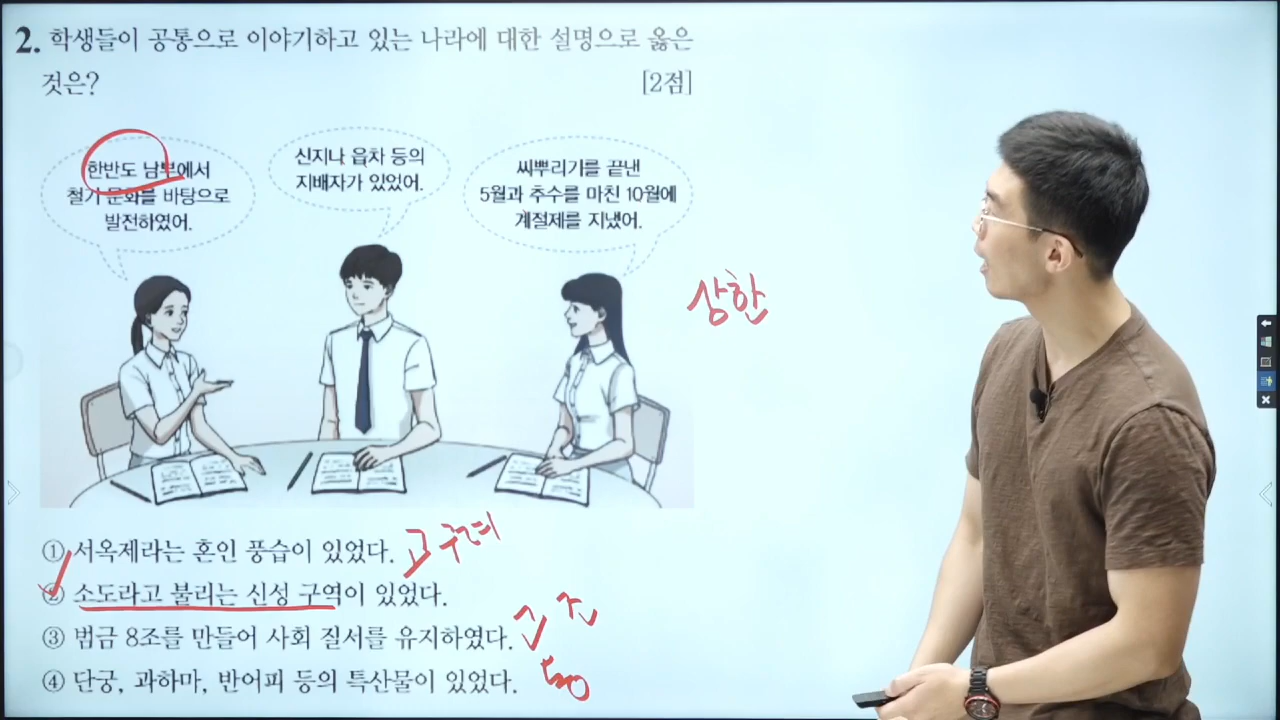 2. 학생들이 공통으로 이야기하고 있는 나라에 대한 설명으로 옳은
것은? [2점]
한반도 남부에서
철기 문화를 바탕으로
발전하였어.
신지나 읍차 등의
지배자가 있었어.
씨뿌리기를 끝낸
5월과 추수를 마친 10월에
계절제를 지냈어.
삼한
① 서옥제라는 혼인 풍습이 있었다. 고구려
② 소도라고 불리는 신성 구역이 있었다.
③ 범금 8조를 만들어 사회 질서를 유지하였다. 고조
④ 단궁, 과하마, 반어피 등의 특산물이 있었다. 동